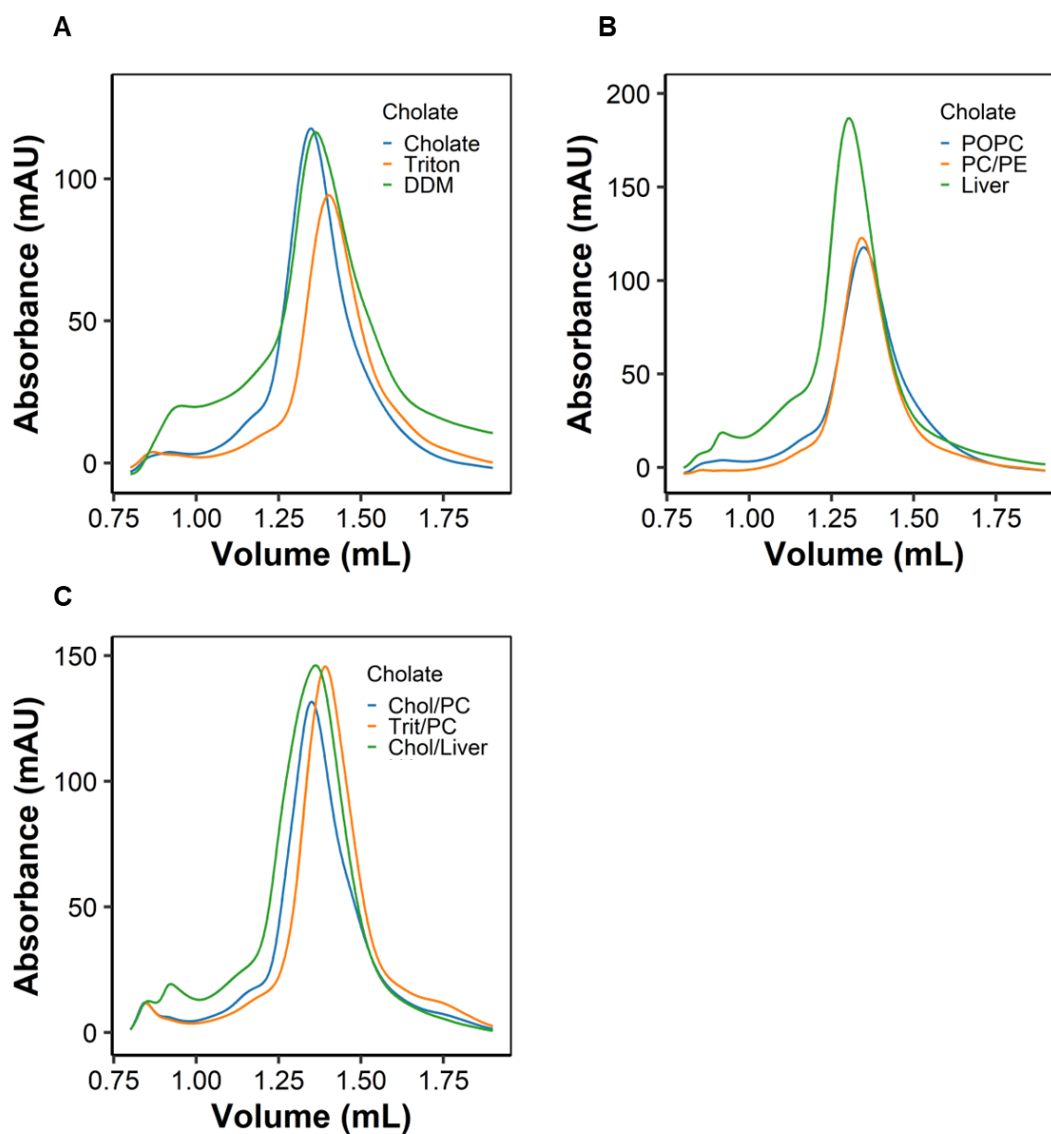 A
Absorbance (mAU)
100
50
0
Cholate
Cholate
Triton
DDM
0.75 1.00 1.25 1.50 1.75
Volume (mL)
B
Absorbance (mAU)
200
150
100
50
0
Cholate
POPC
PC/PE
Liver
0.75 1.00 1.25 1.50 1.75
Volume (mL)
C
Absorbance (mAU)
150
100
50
0
Cholate
Chol/PC
Trit/PC
Chol/Liver
0.75 1.00 1.25 1.50 1.75
Volume (mL)